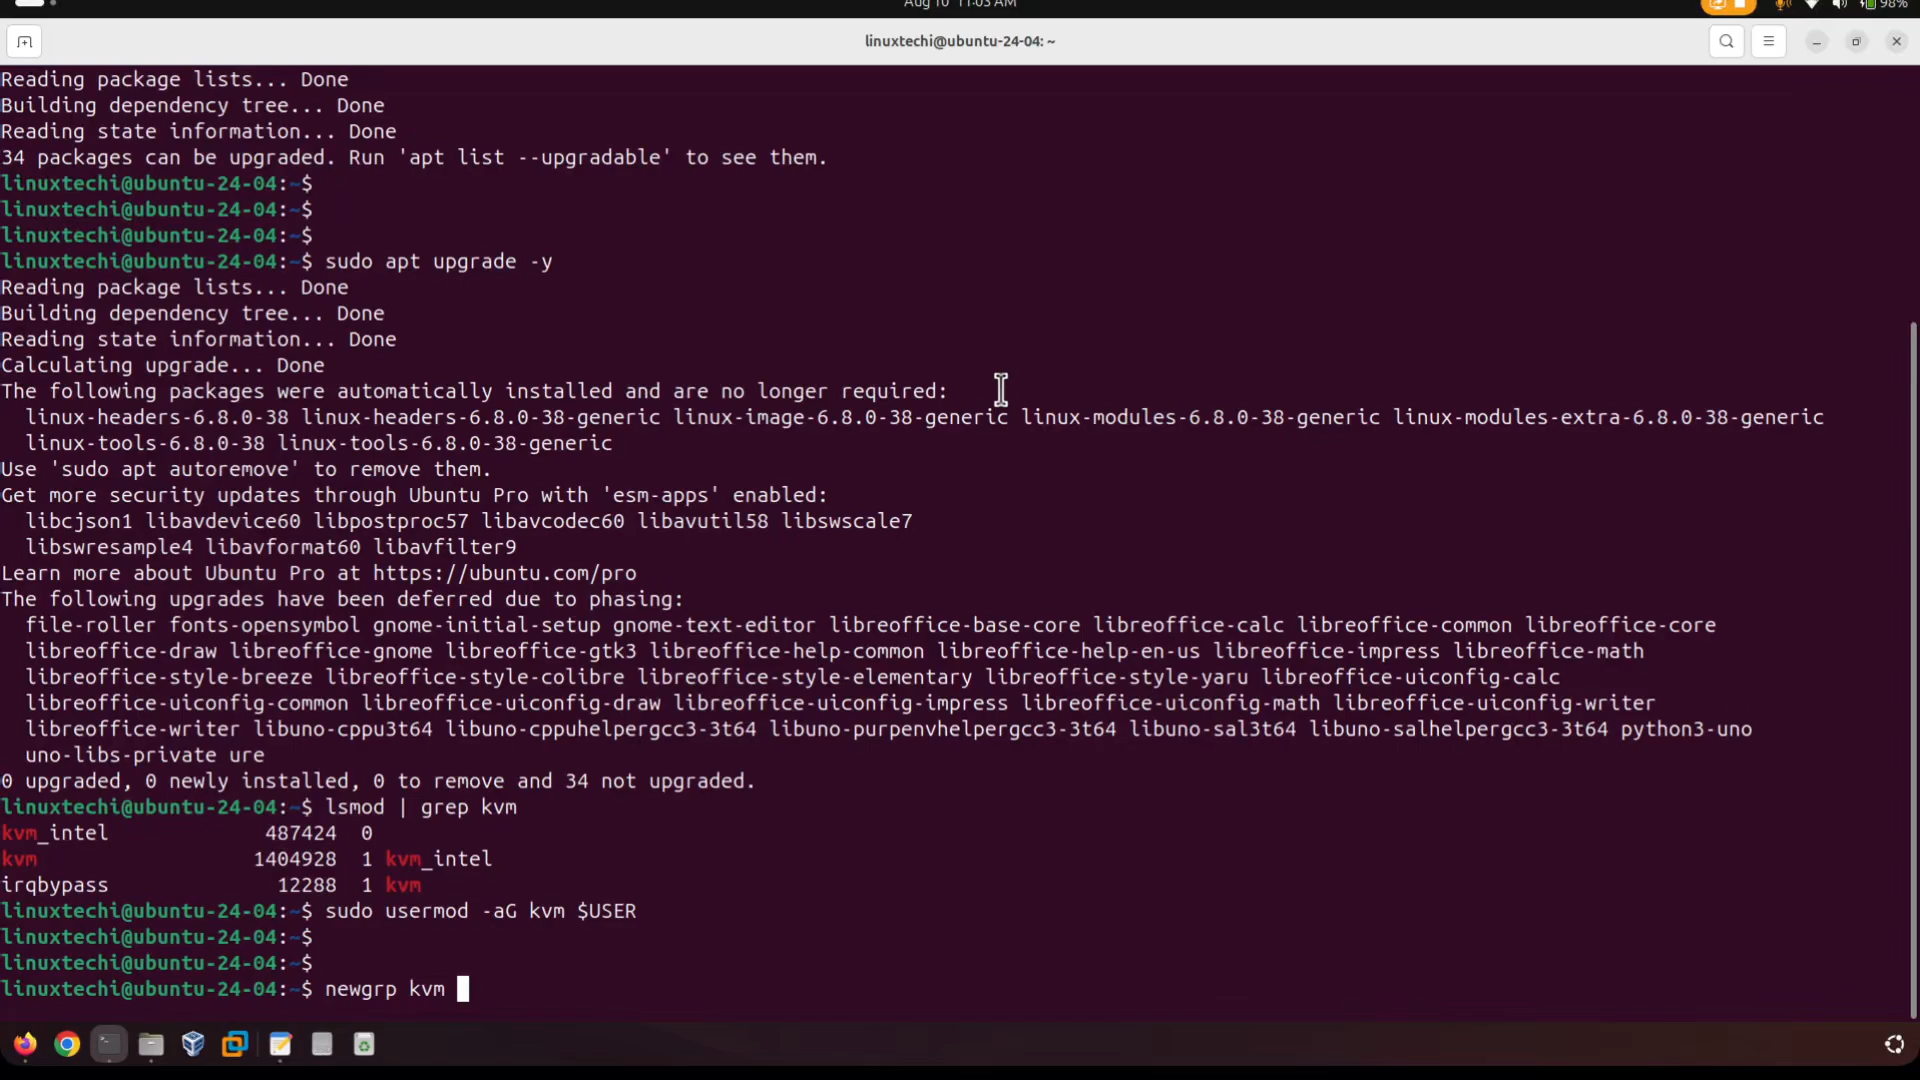 Aug 10 11:03 AM
98%
linuxtechi@ubuntu-24-04: ~
Reading package lists... Done
Building dependency tree... Done
Reading state information... Done
34 packages can be upgraded. Run 'apt list --upgradable' to see them.
linuxtechi@ubuntu-24-04:~$
linuxtechi@ubuntu-24-04:~$
linuxtechi@ubuntu-24-04:~$
linuxtechi@ubuntu-24-04:~$ sudo apt upgrade -y
Reading package lists... Done
Building dependency tree... Done
Reading state information... Done
Calculating upgrade... Done
The following packages were automatically installed and are no longer required:
linux-headers-6.8.0-38 linux-headers-6.8.0-38-generic linux-image-6.8.0-38-generic linux-modules-6.8.0-38-generic linux-modules-extra-6.8.0-38-generic
linux-tools-6.8.0-38 linux-tools-6.8.0-38-generic
Use 'sudo apt autoremove' to remove them.
Get more security updates through Ubuntu Pro with 'esm-apps' enabled:
libcjson1 libavdevice60 libpostproc57 libavcodec60 libavutil58 libswscale7
libswresample4 libavformat60 libavfilter9
Learn more about Ubuntu Pro at https://ubuntu.com/pro
The following upgrades have been deferred due to phasing:
file-roller fonts-opensymbol gnome-initial-setup gnome-text-editor libreoffice-base-core libreoffice-calc libreoffice-common libreoffice-core
libreoffice-draw libreoffice-gnome libreoffice-gtk3 libreoffice-help-common libreoffice-help-en-us libreoffice-impress libreoffice-math
libreoffice-style-breeze libreoffice-style-colibre libreoffice-style-elementary libreoffice-style-yaru libreoffice-uiconfig-calc
libreoffice-uiconfig-common libreoffice-uiconfig-draw libreoffice-uiconfig-impress libreoffice-uiconfig-math libreoffice-uiconfig-writer
libreoffice-writer libuno-cppu3t64 libuno-cppuhelpergcc3-3t64 libuno-purpenvhelpergcc3-3t64 libuno-sal3t64 libuno-salhelpergcc3-3t64 python3-uno
uno-libs-private ure
0 upgraded, 0 newly installed, 0 to remove and 34 not upgraded.
linuxtechi@ubuntu-24-04:~$ lsmod | grep kvm
kvm_intel 487424 0
kvm 1404928 1 kvm_intel
irqbypass 12288 1 kvm
linuxtechi@ubuntu-24-04:~$ sudo usermod -aG kvm $USER
linuxtechi@ubuntu-24-04:~$
linuxtechi@ubuntu-24-04:~$
linuxtechi@ubuntu-24-04:~$ newgrp kvm